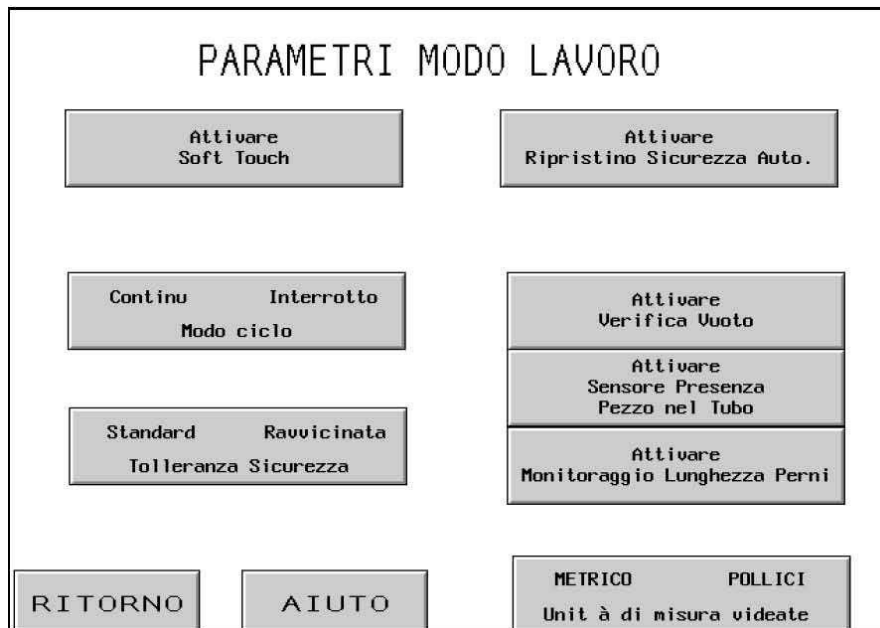 PARAMETRI MODO LAVORO
Attivare
Soft Touch
Attivare
Ripristino Sicurezza Auto.
Continu Interrotto
Modo ciclo
Attivare
Verifica Vuoto
Attivare
Sensore Presenza
Pezzo nel Tubo
Standard Ravvicinata
Tolleranza Sicurezza
Attivare
Monitoraggio Lunghezza Perni
RITORNO
AIUTO
METRICO POLLICI
Unit à di misura videate